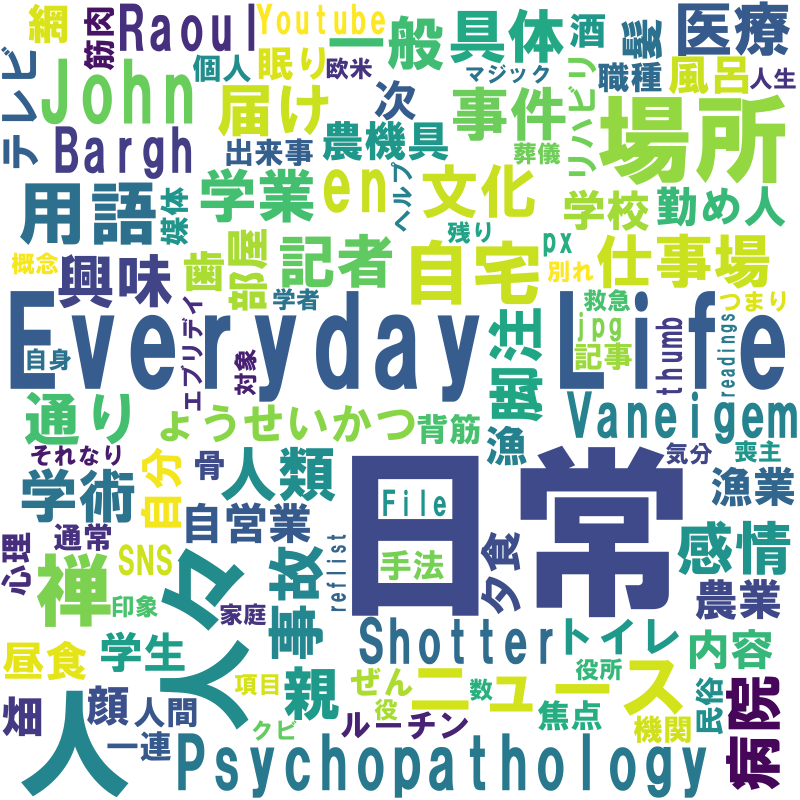 網
筋肉
Raoul
Youtube
一般
具体
酒
髪
医療
テレビ
John
個人
眠り
欧米
マジック
リハビリ
職種
風呂
人生
届け
次
事件
場所
Bargh
出来事
農機具
葬儀
用語
媒体
学業
en
ヘルプ
文化
学校
勤め人
概念
興味
歯
部屋
記者
自宅
残り
px
別れ
仕事場
学者
救急
つまり
Everyday
Life
自身
エブリデイ
対象
脚注
jpg
記事
thumb
readings
通り
ょうせいかつ
背筋
漁
Vaneigem
それなり
自分
骨
人類
気分
喪主
学術
自営業
日常
漁業
心理
通常
SNS
File
手法
夕食
感情
禅
印象
人々
家庭
事故
reflist
農業
昼食
学生
Shotter
トイレ
内容
畑
顔
人間
人
項目
親
ぜん
役
ニュース
数
役所
民俗
病院
一連
クビ
ルーチン
焦点
機関
Psychopathology